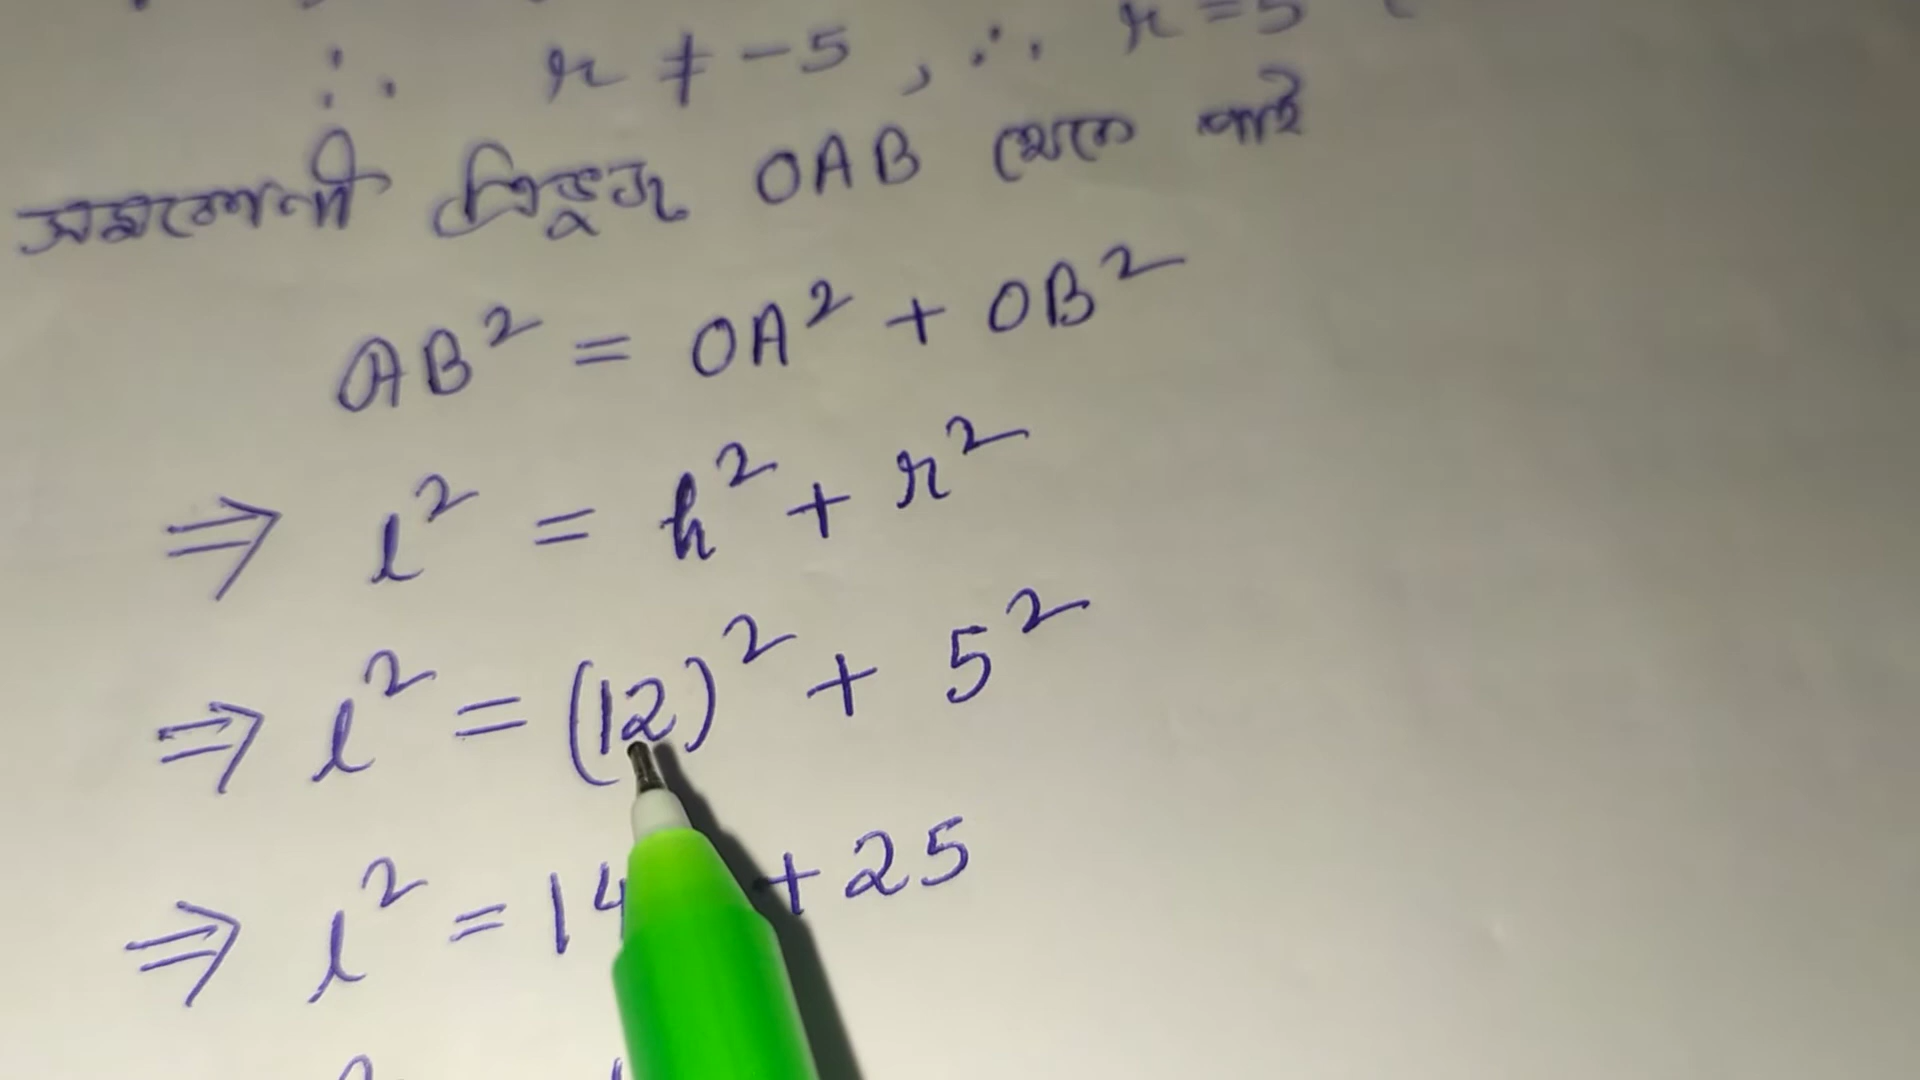 ∴ r ≠ -5, ∴ r = 5
সমকোণী ত্রিভুজ OAB থেকে পাই
AB² = OA² + OB²
⇒ l² = h² + r²
⇒ l² = (12)² + 5²
⇒ l² = 14 + 25